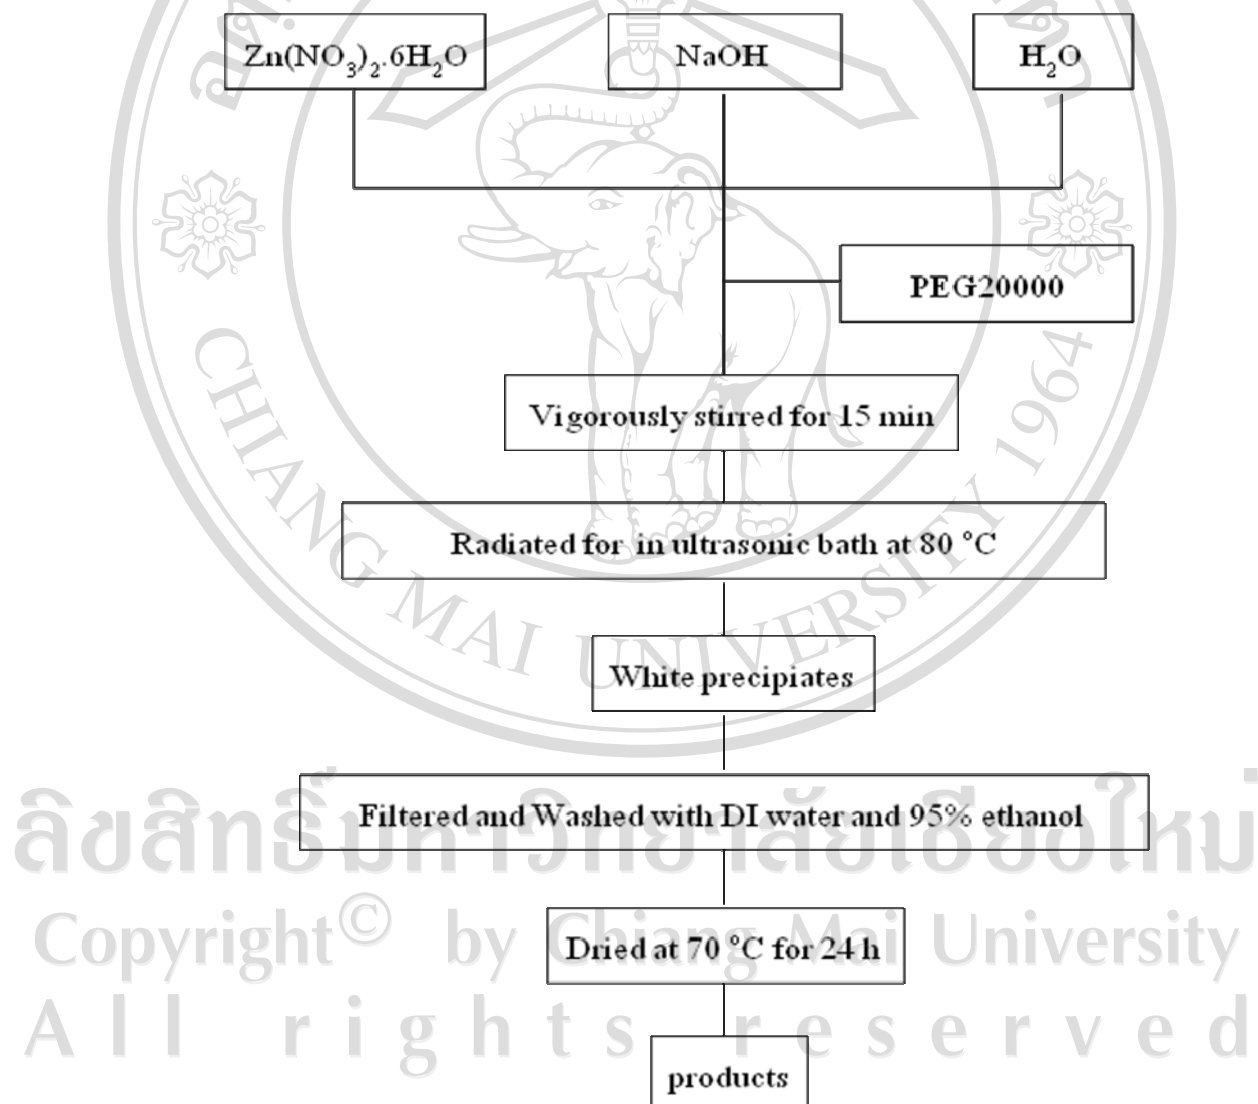 Zn(NO3)2.6H2O
NaOH
H2O
PEG20000
Vigorously stirred for 15 min
Radiated for in ultrasonic bath at 80 °C
White precipiates
Filtered and Washed with DI water and 95% ethanol
Dried at 70 °C for 24 h
products
CHIANG MAI UNIVERSITY 1964
ลิขสิทธิ์มหาวิทยาลัยเชียงใหม่
Copyright© by Chiang Mai University
All rights reserved